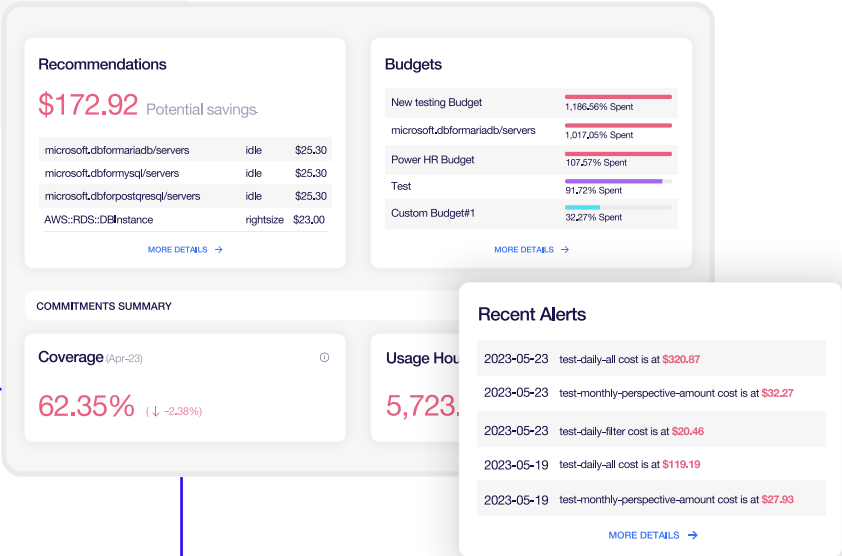 Recommendations
$172.92 Potential savings
microsoft.dbformariadb/servers idle $25.30
microsoft.dbformysql/servers idle $25.30
microsoft.dbforpostqresql/servers idle $25.30
AWS::RDS::DBInstance rightsize $23.00
MORE DETAILS →
Budgets
New testing Budget 1,186.56% Spent
microsoft.dbformariadb/servers 1,017.05% Spent
Power HR Budget 107.57% Spent
Test 91.72% Spent
Custom Budget#1 32.27% Spent
MORE DETAILS →
COMMITMENTS SUMMARY
Coverage (Apr-23)
62.35% (↓ -2.38%)
Usage Hou
5,723.
Recent Alerts
2023-05-23 test-daily-all cost is at $320.87
2023-05-23 test-monthly-perspective-amount cost is at $32.27
2023-05-23 test-daily-filter cost is at $20.46
2023-05-19 test-daily-all cost is at $119.19
2023-05-19 test-monthly-perspective-amount cost is at $27.93
MORE DETAILS →